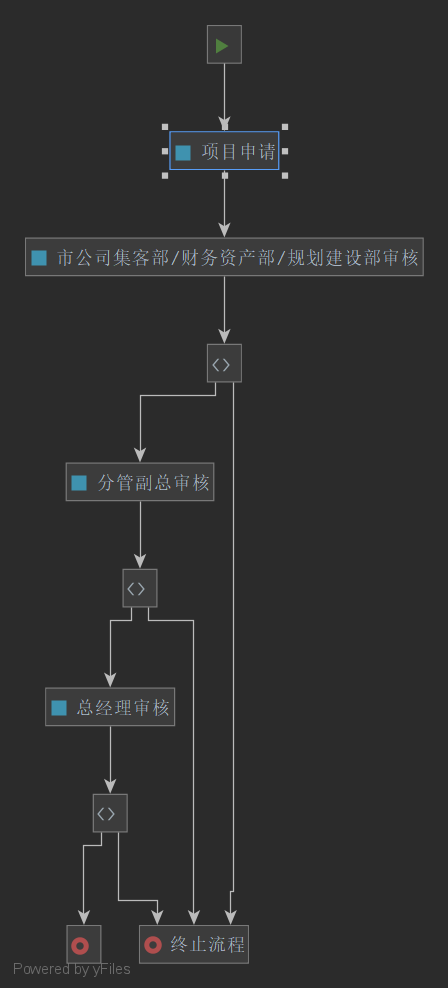 项目申请
市公司集客部/财务资产部/规划建设部审核
分管副总审核
总经理审核
终止流程
Powered by yFiles